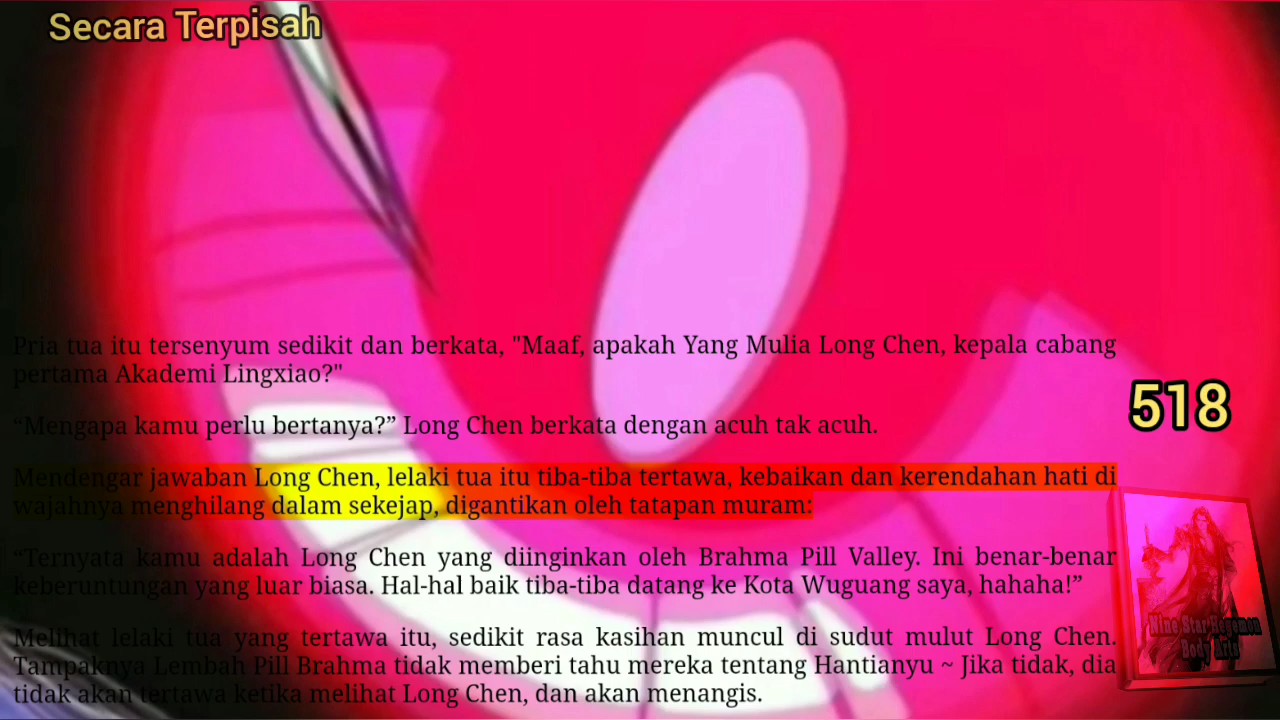 Secara Terpisah
Pria tua itu tersenyum sedikit dan berkata, "Maaf, apakah Yang Mulia Long Chen, kepala cabang
pertama Akademi Lingxiao?"
518
“Mengapa kamu perlu bertanya?” Long Chen berkata dengan acuh tak acuh.
Mendengar jawaban Long Chen, lelaki tua itu tiba-tiba tertawa, kebaikan dan kerendahan hati di
wajahnya menghilang dalam sekejap, digantikan oleh tatapan muram:
“Ternyata kamu adalah Long Chen yang diinginkan oleh Brahma Pill Valley. Ini benar-benar
keberuntungan yang luar biasa. Hal-hal baik tiba-tiba datang ke Kota Wuguang saya, hahaha!”
Melihat lelaki tua yang tertawa itu, sedikit rasa kasihan muncul di sudut mulut Long Chen.
Tampaknya Lembah Pill Brahma tidak memberi tahu mereka tentang Hantianyu ~ Jika tidak, dia
tidak akan tertawa ketika melihat Long Chen, dan akan menangis.
Nine Star Hegemon
Body Arts